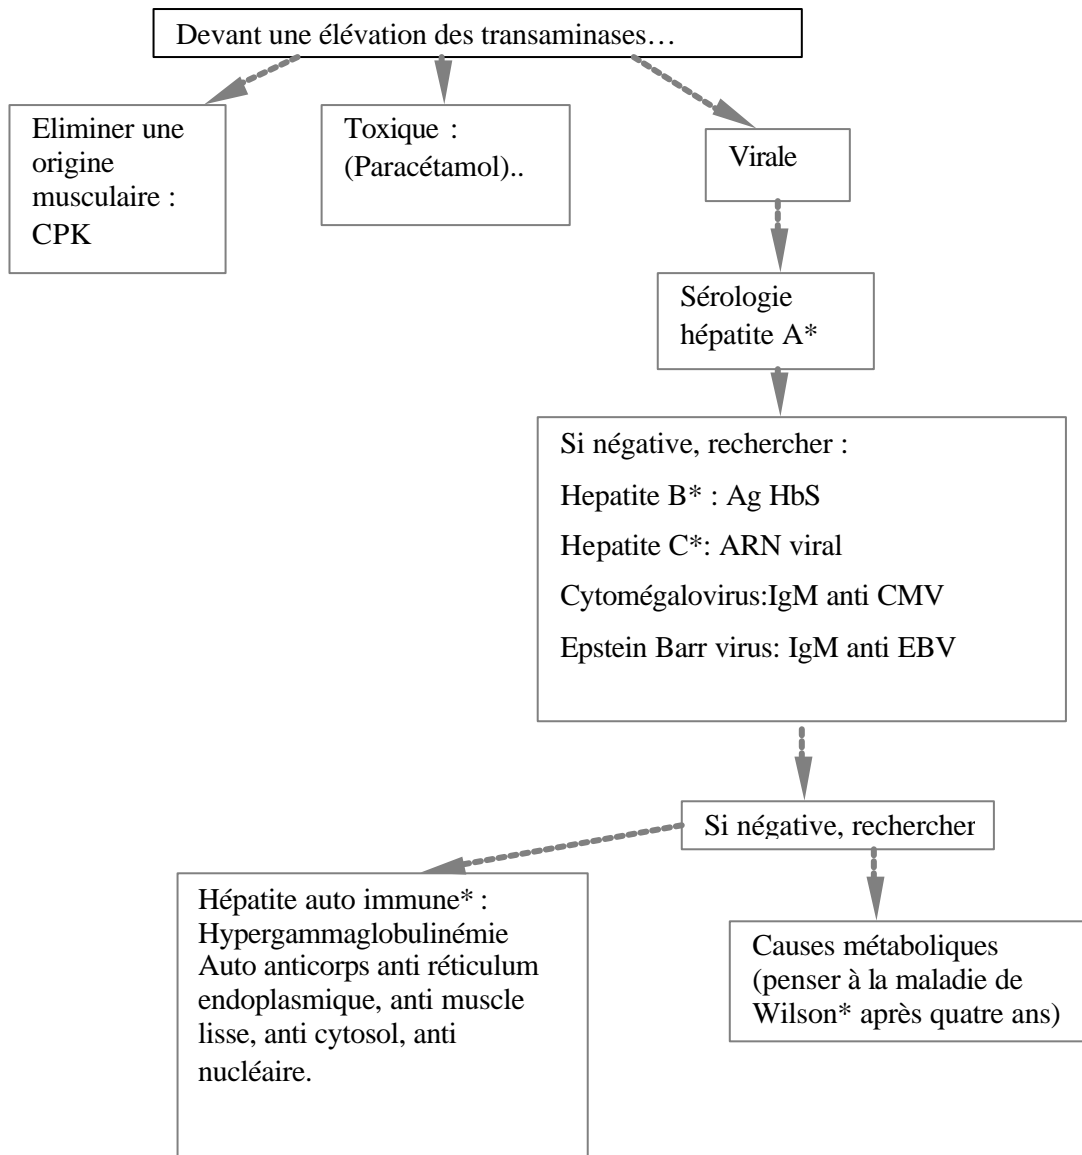 Devant une élévation des transaminases…
Eliminer une
origine
musculaire :
CPK
Toxique :
(Paracétamol)..
Virale
Sérologie
hépatite A*
Si négative, rechercher :
Hepatite B* : Ag HbS
Hepatite C*: ARN viral
Cytomégalovirus:IgM anti CMV
Epstein Barr virus: IgM anti EBV
Si négative, rechercher
Hépatite auto immune* :
Hypergammaglobulinémie
Auto anticorps anti réticulum
endoplasmique, anti muscle
lisse, anti cytosol, anti
nucléaire.
Causes métaboliques
(penser à la maladie de
Wilson* après quatre ans)